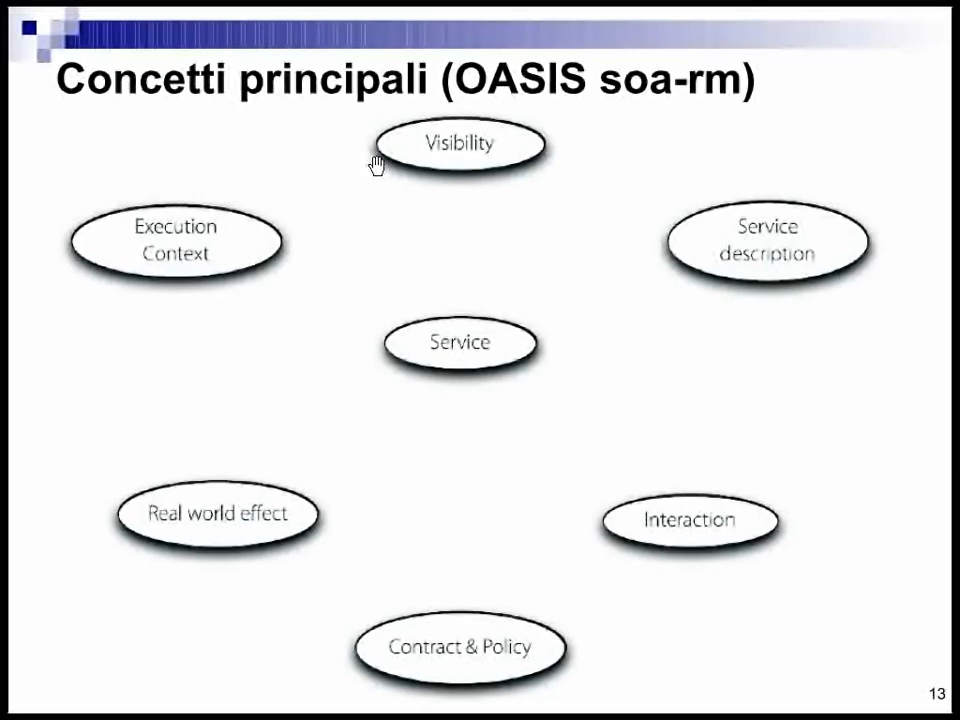 Concetti principali (OASIS soa-rm)
Visibility
Execution
Context
Service
description
Service
Real world effect
Interaction
Contract & Policy
13